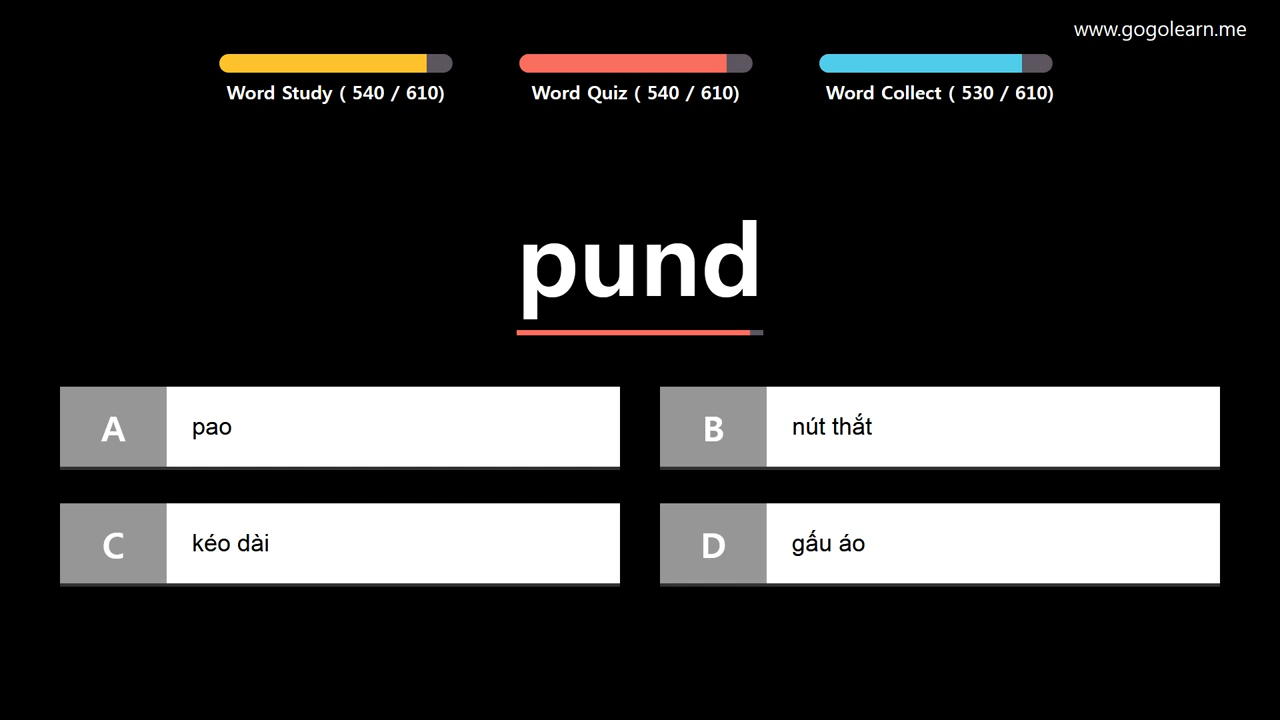 www.gogolearn.me
Word Study ( 540 / 610)
Word Quiz ( 540 / 610)
Word Collect ( 530 / 610)
pund
A pao
B nút thắt
C kéo dài
D gấu áo